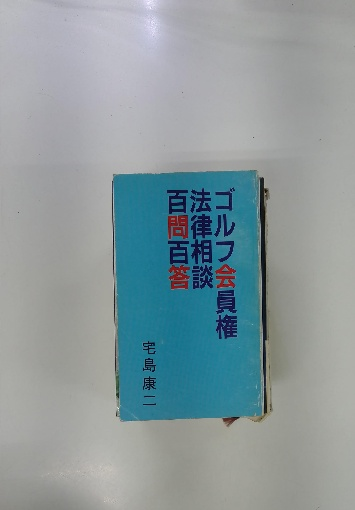 ゴルフ会員権
法律相談
百問百答
宅島康二